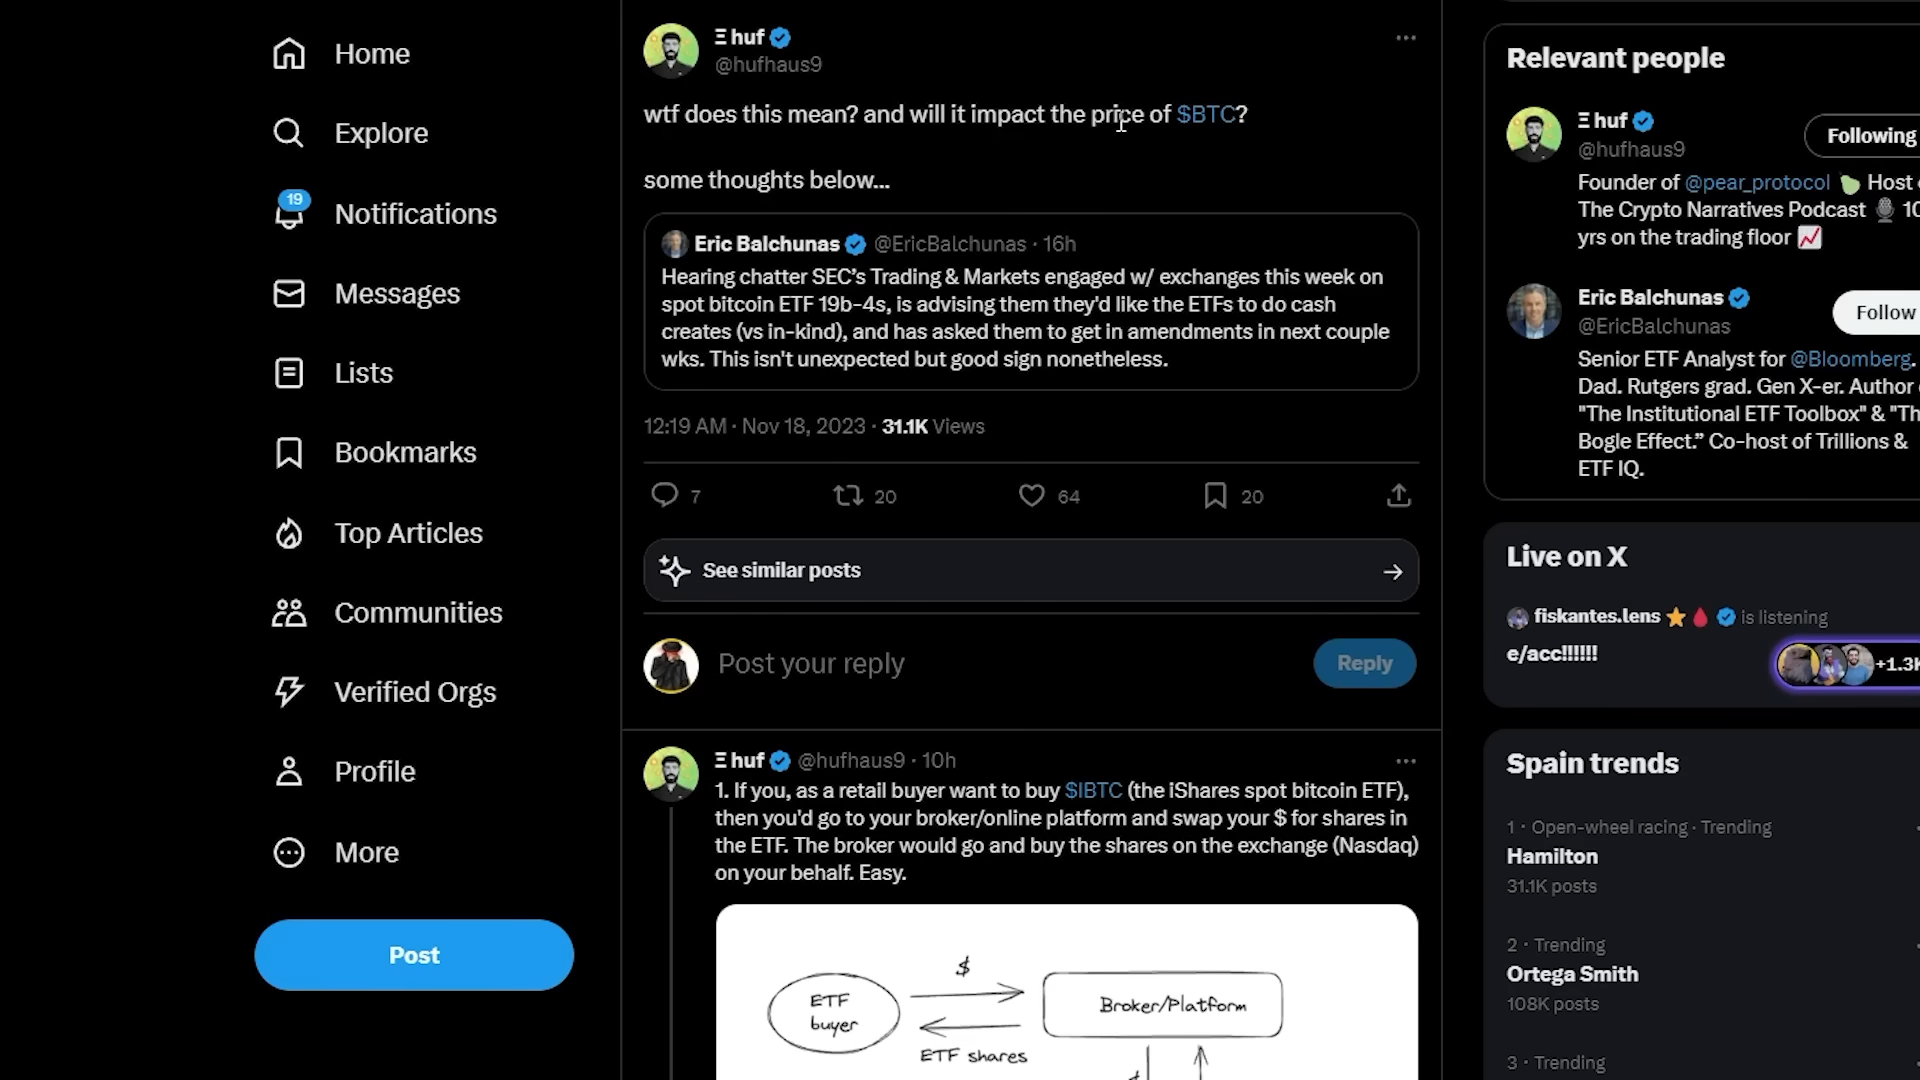 Home
Explore
19
Notifications
Messages
Lists
Bookmarks
Top Articles
Communities
Verified Orgs
Profile
More
Post
Ξ huf
@hufhaus9
wtf does this mean? and will it impact the price of $BTC?
some thoughts below...
Eric Balchunas @EricBalchunas · 16h
Hearing chatter SEC’s Trading & Markets engaged w/ exchanges this week on
spot bitcoin ETF 19b-4s, is advising them they'd like the ETFs to do cash
creates (vs in-kind), and has asked them to get in amendments in next couple
wks. This isn't unexpected but good sign nonetheless.
12:19 AM · Nov 18, 2023 · 31.1K Views
7 20 64 20
See similar posts
Post your reply
Reply
Ξ huf @hufhaus9 · 10h
1. If you, as a retail buyer want to buy $IBTC (the iShares spot bitcoin ETF),
then you'd go to your broker/online platform and swap your $ for shares in
the ETF. The broker would go and buy the shares on the exchange (Nasdaq)
on your behalf. Easy.
$
ETF
buyer
Broker/Platform
ETF shares
Relevant people
Ξ huf
@hufhaus9
Following
Founder of @pear_protocol Host
The Crypto Narratives Podcast 10
yrs on the trading floor
Eric Balchunas
@EricBalchunas
Follow
Senior ETF Analyst for @Bloomberg.
Dad. Rutgers grad. Gen X-er. Author
"The Institutional ETF Toolbox" & "Th
Bogle Effect.” Co-host of Trillions &
ETF IQ.
Live on X
fiskantes.lens is listening
e/acc!!!!!!
+1.3K
Spain trends
1 · Open-wheel racing · Trending
Hamilton
31.1K posts
2 · Trending
Ortega Smith
108K posts
3 · Trending